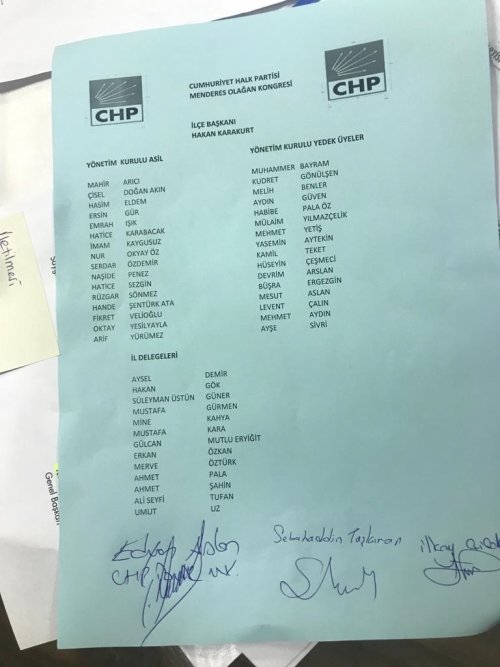 CHP
CUMHURİYET HALK PARTİSİ
MENDERES OLAĞAN KONGRESİ
CHP
İLÇE BAŞKANI
HAKAN KARAKURT
YÖNETİM KURULU ASİL
MAHİR ARICI
ÇİSEL DOĞAN AKIN
HAŞİM ELDEM
ERSİN GÜR
EMRAH IŞIK
HATİCE KARABACAK
İMAM KAYGUSUZ
NUR OKYAY ÖZ
SERDAR ÖZDEMİR
NAŞİDE PENEZ
HATİCE SEZGİN
RÜZGAR SÖNMEZ
HANDE ŞENTÜRK ATA
FİKRET VELİOĞLU
OKTAY YEŞİLYAYLA
ARİF YÜRÜMEZ
YÖNETİM KURULU YEDEK ÜYELER
MUHAMMER BAYRAM
KUDRET GÖNÜLŞEN
MELİH BENLER
AYDIN GÜVEN
HABİBE PALA ÖZ
MÜLAİM YILMAZÇELİK
MEHMET YETİŞ
YASEMİN AYTEKİN
KAMİL TEKET
HÜSEYİN ÇEŞMECİ
DEVRİM ARSLAN
BÜŞRA ERGEZGİN
MESUT ASLAN
LEVENT ÇALIN
MEHMET AYDIN
AYŞE SİVRİ
İL DELEGELERİ
AYSEL DEMİR
HAKAN GÖK
SÜLEYMAN ÜSTÜN GÜNER
MUSTAFA GÜRMEN
MİNE KAHYA
MUSTAFA KARA
GÜLCAN MUTLU ERYİĞİT
ERKAN ÖZKAN
MERVE ÖZTÜRK
AHMET PALA
AHMET ŞAHİN
ALİ SEYFİ TUFAN
UMUT UZ
Sebahaddin Taşkıran
CHP
Genel Başkan